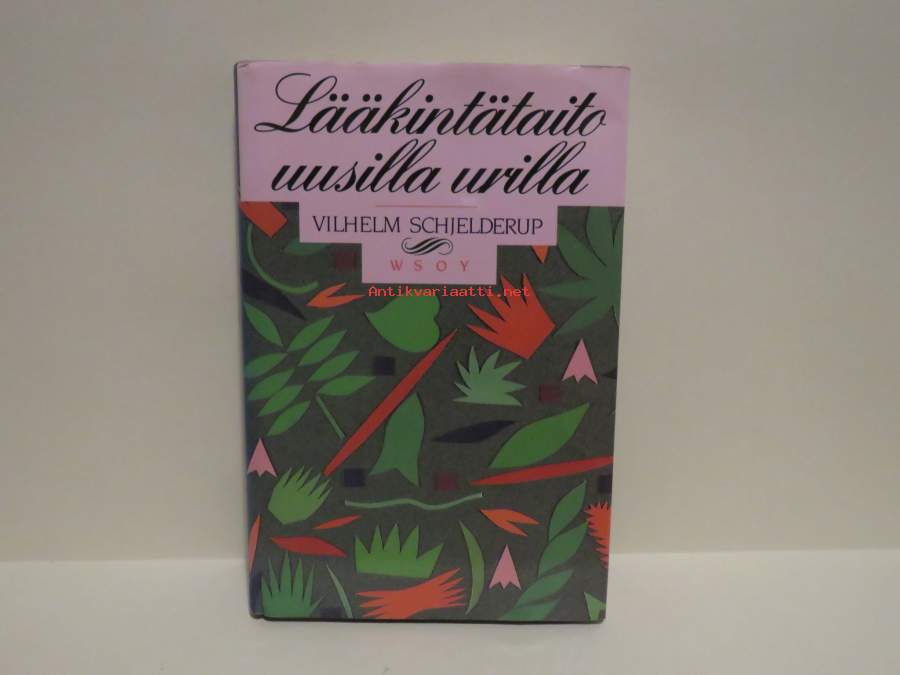 Lääkintätaito
uusilla urilla
VILHELM SCHJELDERUP
WSOY
Antikvariaatti.net